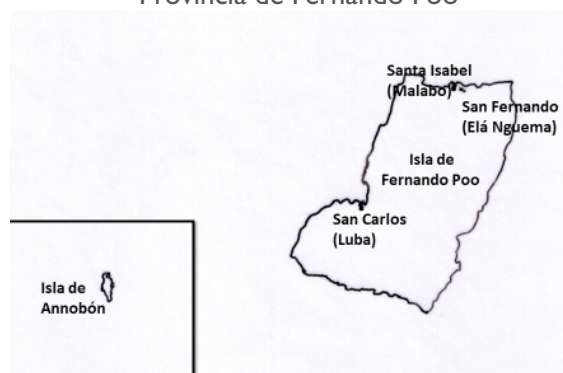 Provincia de Fernando Poo
Santa Isabel
(Malabo)
San Fernando
(Elá Nguema)
Isla de
Fernando Poo
San Carlos
(Luba)
Isla de
Annobón